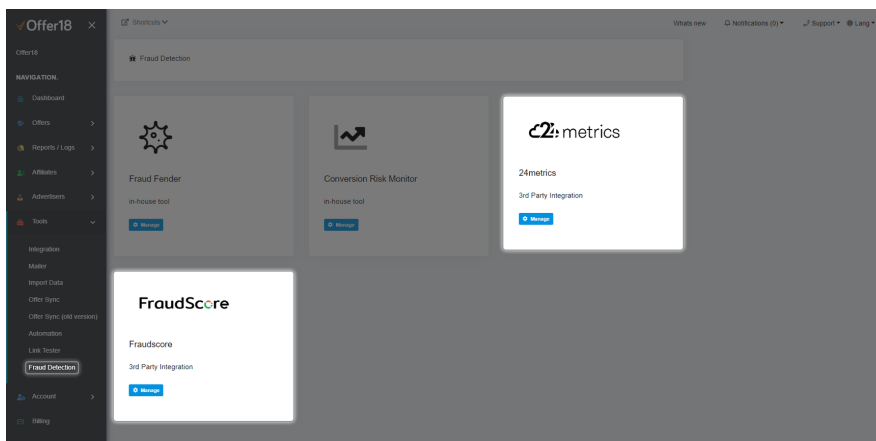 Offer18 ×
Shortcuts
Whats new
Notifications (0)
Support
Lang
Offer18
NAVIGATION.
Dashboard
Offers
Reports / Logs
Affiliates
Advertisers
Tools
Integration
Mailer
Import Data
Offer Sync
Offer Sync (old version)
Automation
Link Tester
Fraud Detection
Account
Billing
Fraud Detection
Fraud Fender
in-house tool
Manage
Conversion Risk Monitor
in-house tool
Manage
24metrics
24metrics
3rd Party Integration
Manage
FraudScore
Fraudscore
3rd Party Integration
Manage